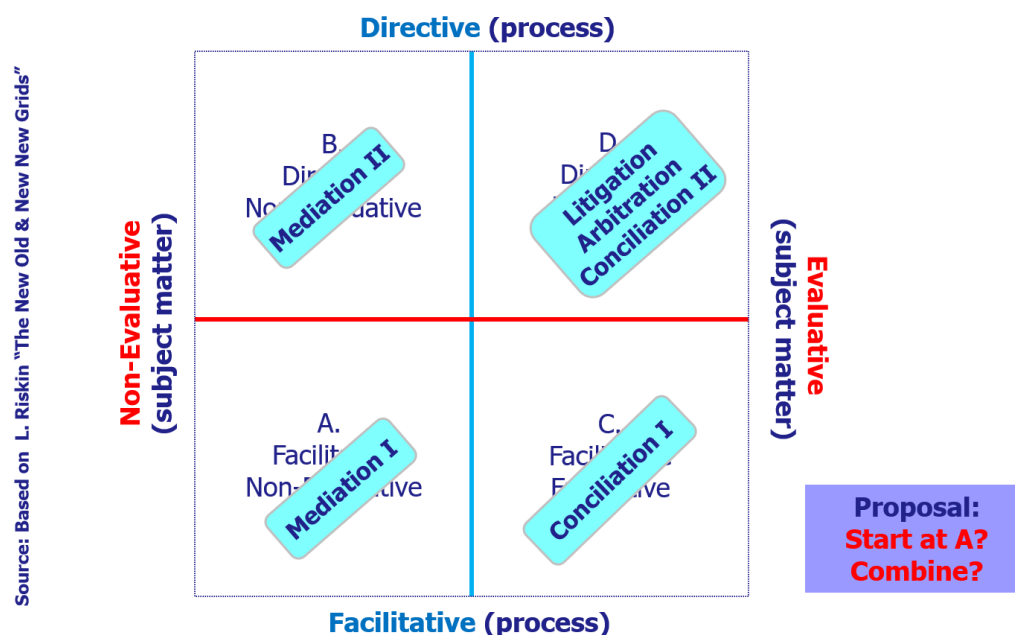 Directive (process)
Source: Based on L. Riskin "The New Old & New New Grids"
Non-Evaluative
(subject matter)
B.
Mediation II
D
Litigation
Arbitration
Conciliation II
Evaluative
(subject matter)
A.
Mediation I
C.
Conciliation I
Proposal:
Start at A?
Combine?
Facilitative (process)